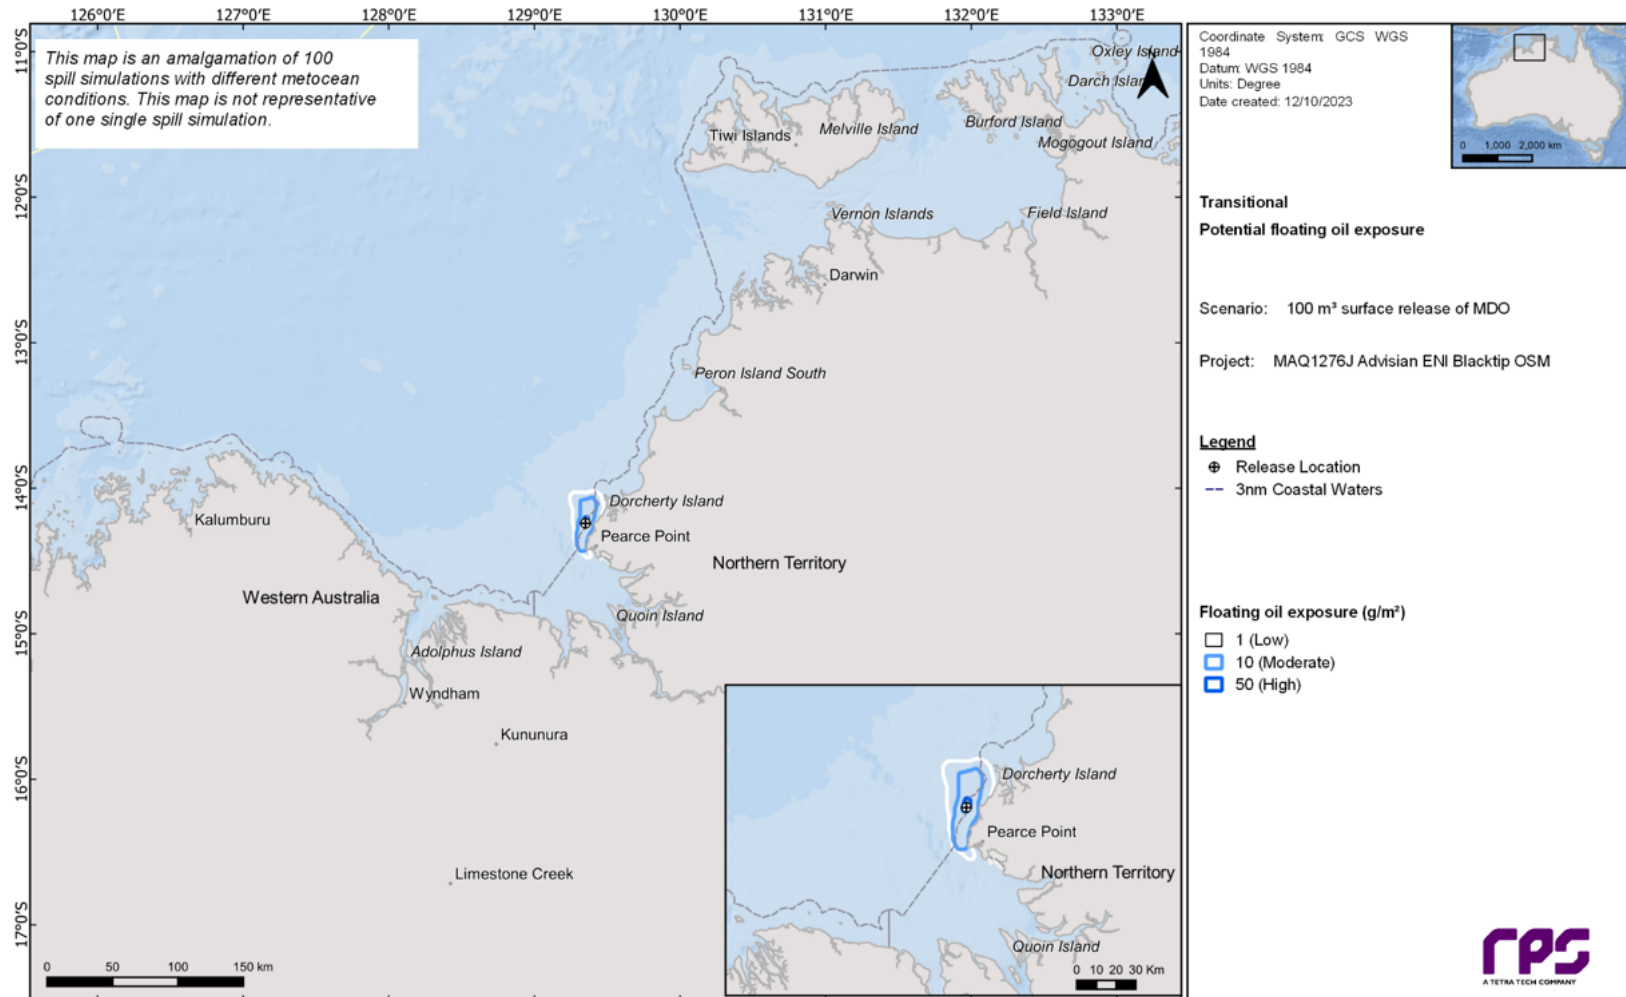 126°0'E 127°0'E 128°0'E 129°0'E 130°0'E 131°0'E 132°0'E 133°0'E
11°0'S
12°0'S
13°0'S
14°0'S
15°0'S
16°0'S
17°0'S
This map is an amalgamation of 100
spill simulations with different metocean
conditions. This map is not representative
of one single spill simulation.
Oxley Island
N
Darch Islan
Tiwi Islands
Melville Island
Burford Island
Mogogout Island
Vernon Islands
Field Island
Darwin
Peron Island South
Dorcherty Island
Kalumburu
Pearce Point
Northern Territory
Western Australia
Quoin Island
Adolphus Island
Wyndham
Kununura
Limestone Creek
0 50 100 150 km
Dorcherty Island
Pearce Point
Northern Territory
Quoin Island
0 10 20 30 Km
Coordinate System: GCS WGS
1984
Datum: WGS 1984
Units: Degree
Date created: 12/10/2023
0 1,000 2,000 km
Transitional
Potential floating oil exposure
Scenario: 100 m³ surface release of MDO
Project: MAQ1276J Advisian ENI Blacktip OSM
Legend
Release Location
3nm Coastal Waters
Floating oil exposure (g/m²)
1 (Low)
10 (Moderate)
50 (High)
rps
A TETRA TECH COMPANY